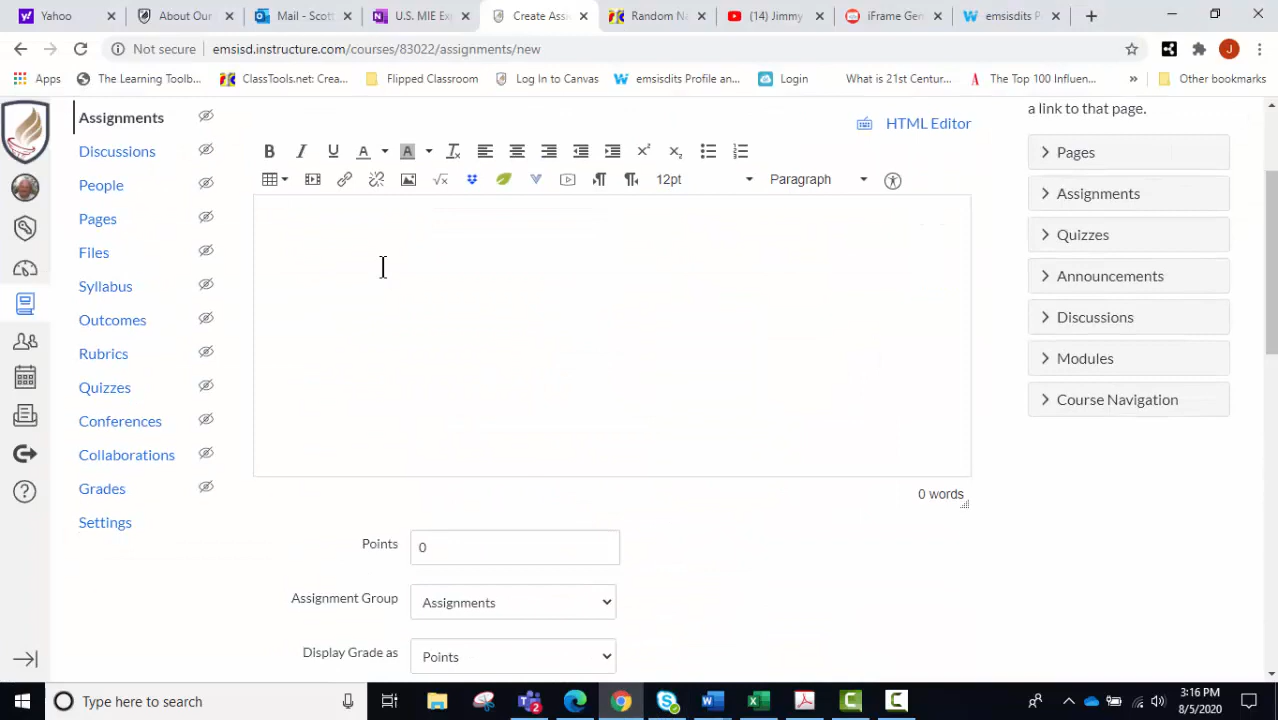 Yahoo
About Our
Mail - Scott
U.S. MIE Exp
Create Assi
Random Na
(14) Jimmy
iFrame Gen
emsisdits P
Not secure
emsisd.instructure.com/courses/83022/assignments/new
J
Apps
The Learning Toolb...
ClassTools.net: Crea...
Flipped Classroom
Log In to Canvas
emsisdits Profile an...
Login
What is 21st Centur...
The Top 100 Influen...
»
Other bookmarks
Assignments
Discussions
People
Pages
Files
Syllabus
Outcomes
Rubrics
Quizzes
Conferences
Collaborations
Grades
Settings
HTML Editor
12pt
Paragraph
0 words
Points
0
Assignment Group
Assignments
Display Grade as
Points
a link to that page.
Pages
Assignments
Quizzes
Announcements
Discussions
Modules
Course Navigation
Type here to search
3:16 PM
8/5/2020